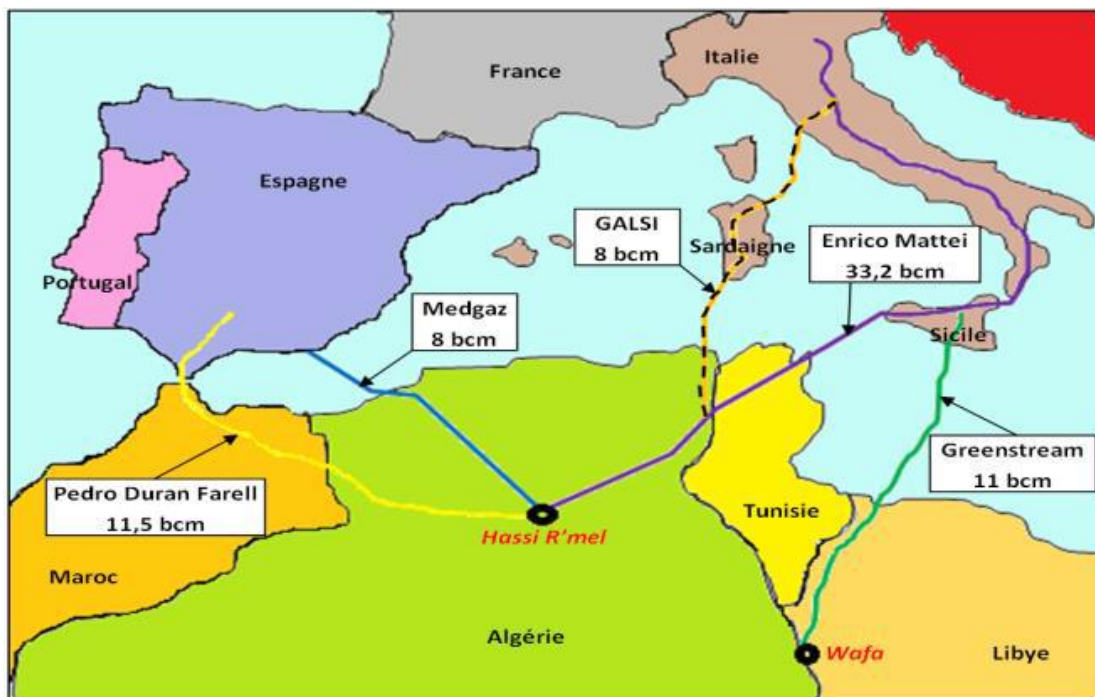 Italie
France
Espagne
GALSI
8 bcm
Sardaigne
Enrico Mattei
33,2 bcm
Portugal
Medgaz
8 bcm
Sicile
Greenstream
11 bcm
Pedro Duran Farell
11,5 bcm
Tunisie
Hassi R’mel
Maroc
Algérie
Wafa
Libye